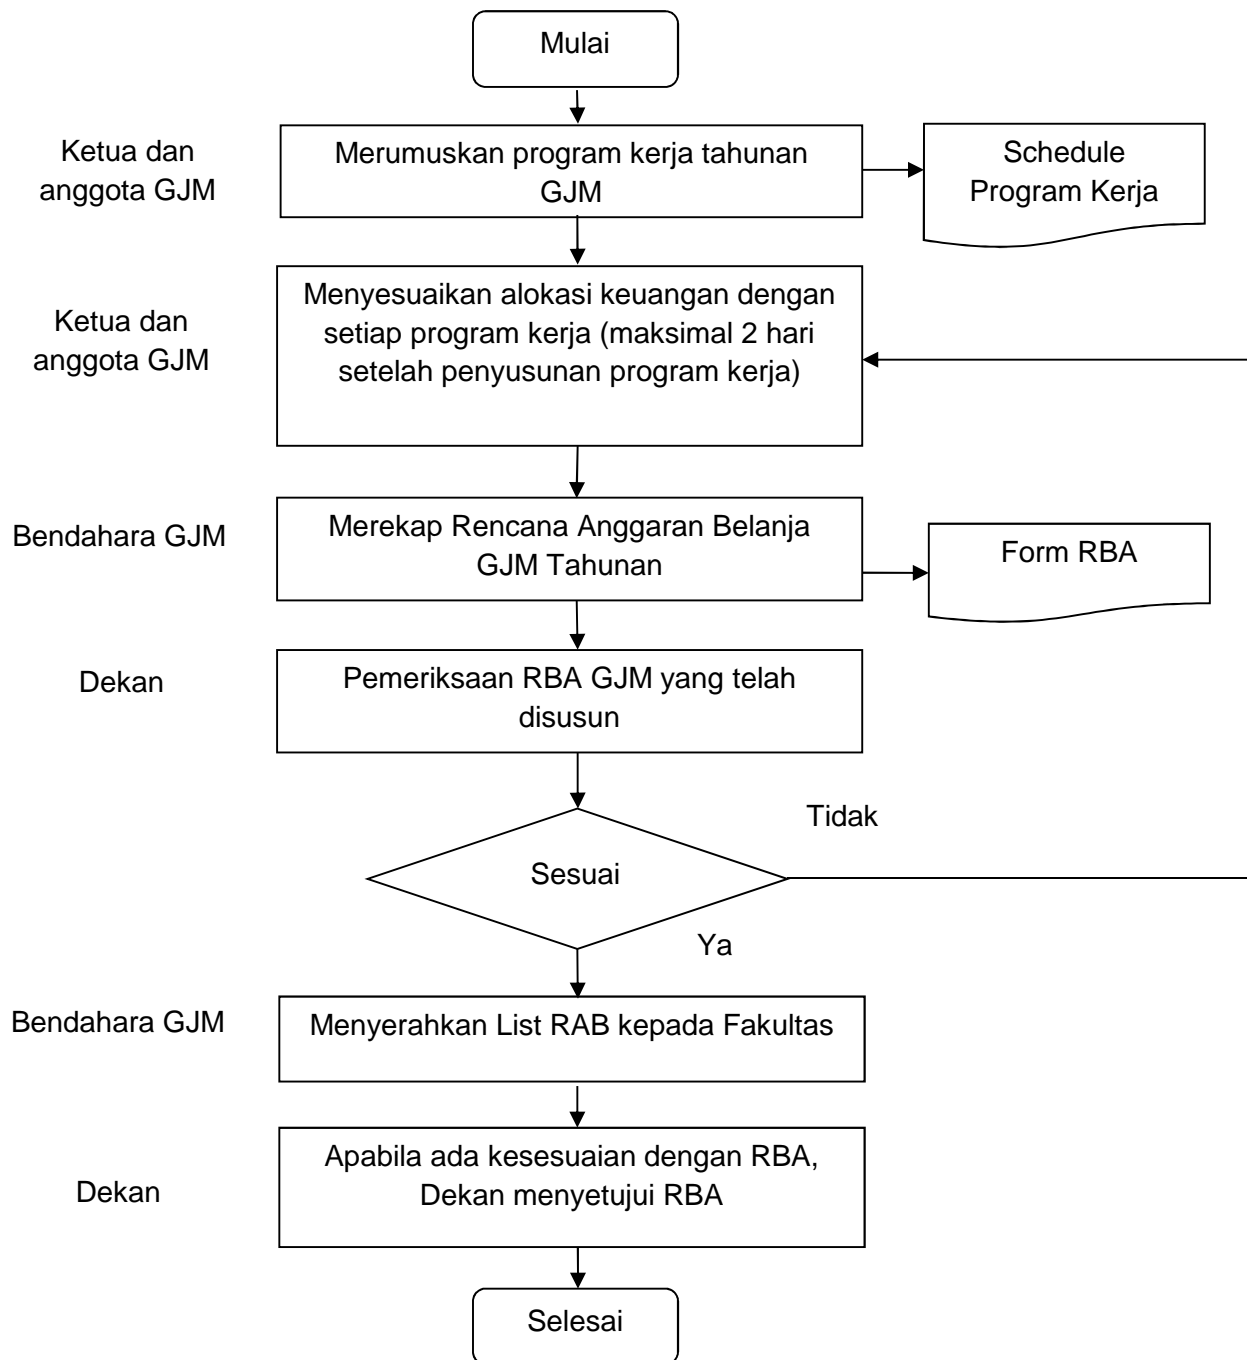 Mulai
Ketua dan
anggota GJM
Merumuskan program kerja tahunan
GJM
Schedule
Program Kerja
Ketua dan
anggota GJM
Menyesuaikan alokasi keuangan dengan
setiap program kerja (maksimal 2 hari
setelah penyusunan program kerja)
Bendahara GJM
Merekap Rencana Anggaran Belanja
GJM Tahunan
Form RBA
Dekan
Pemeriksaan RBA GJM yang telah
disusun
Tidak
Sesuai
Ya
Bendahara GJM
Menyerahkan List RAB kepada Fakultas
Dekan
Apabila ada kesesuaian dengan RBA,
Dekan menyetujui RBA
Selesai